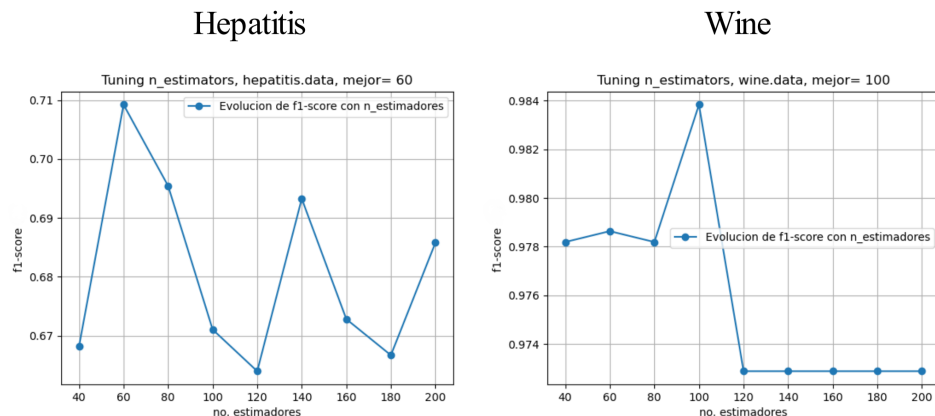 Hepatitis
Wine
Tuning n_estimators, hepatitis.data, mejor= 60
Evolucion de f1-score con n_estimadores
0.71
0.70
0.69
0.68
0.67
f1-score
40 60 80 100 120 140 160 180 200
no. estimadores
Tuning n_estimators, wine.data, mejor= 100
Evolucion de f1-score con n_estimadores
0.984
0.982
0.980
0.978
0.976
0.974
f1-score
40 60 80 100 120 140 160 180 200
no. estimadores